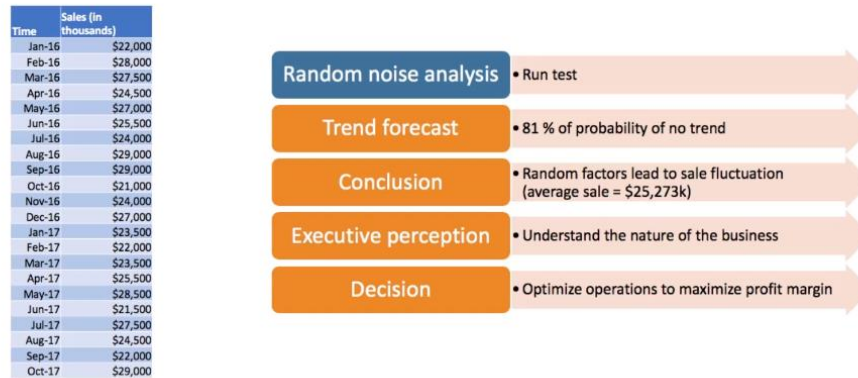 Time Sales (in thousands)
Jan-16 $22,000
Feb-16 $28,000
Mar-16 $27,500
Apr-16 $24,500
May-16 $27,000
Jun-16 $25,500
Jul-16 $24,000
Aug-16 $29,000
Sep-16 $29,000
Oct-16 $21,000
Nov-16 $24,000
Dec-16 $27,000
Jan-17 $23,500
Feb-17 $22,000
Mar-17 $23,500
Apr-17 $25,500
May-17 $28,500
Jun-17 $21,500
Jul-17 $27,500
Aug-17 $24,500
Sep-17 $22,000
Oct-17 $29,000
Random noise analysis • Run test
Trend forecast • 81 % of probability of no trend
Conclusion • Random factors lead to sale fluctuation
(average sale = $25,273k)
Executive perception • Understand the nature of the business
Decision • Optimize operations to maximize profit margin